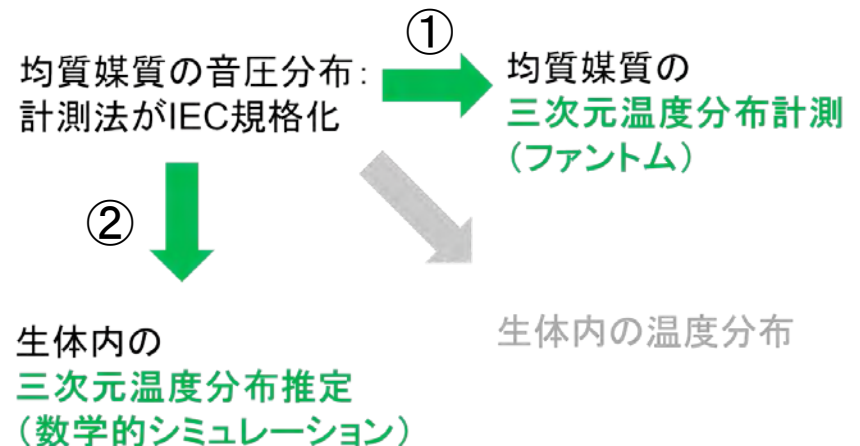 ①
均質媒質の音圧分布:
計測法がIEC規格化
均質媒質の
三次元温度分布計測
(ファントム)
②
生体内の
三次元温度分布推定
(数学的シミュレーション)
生体内の温度分布